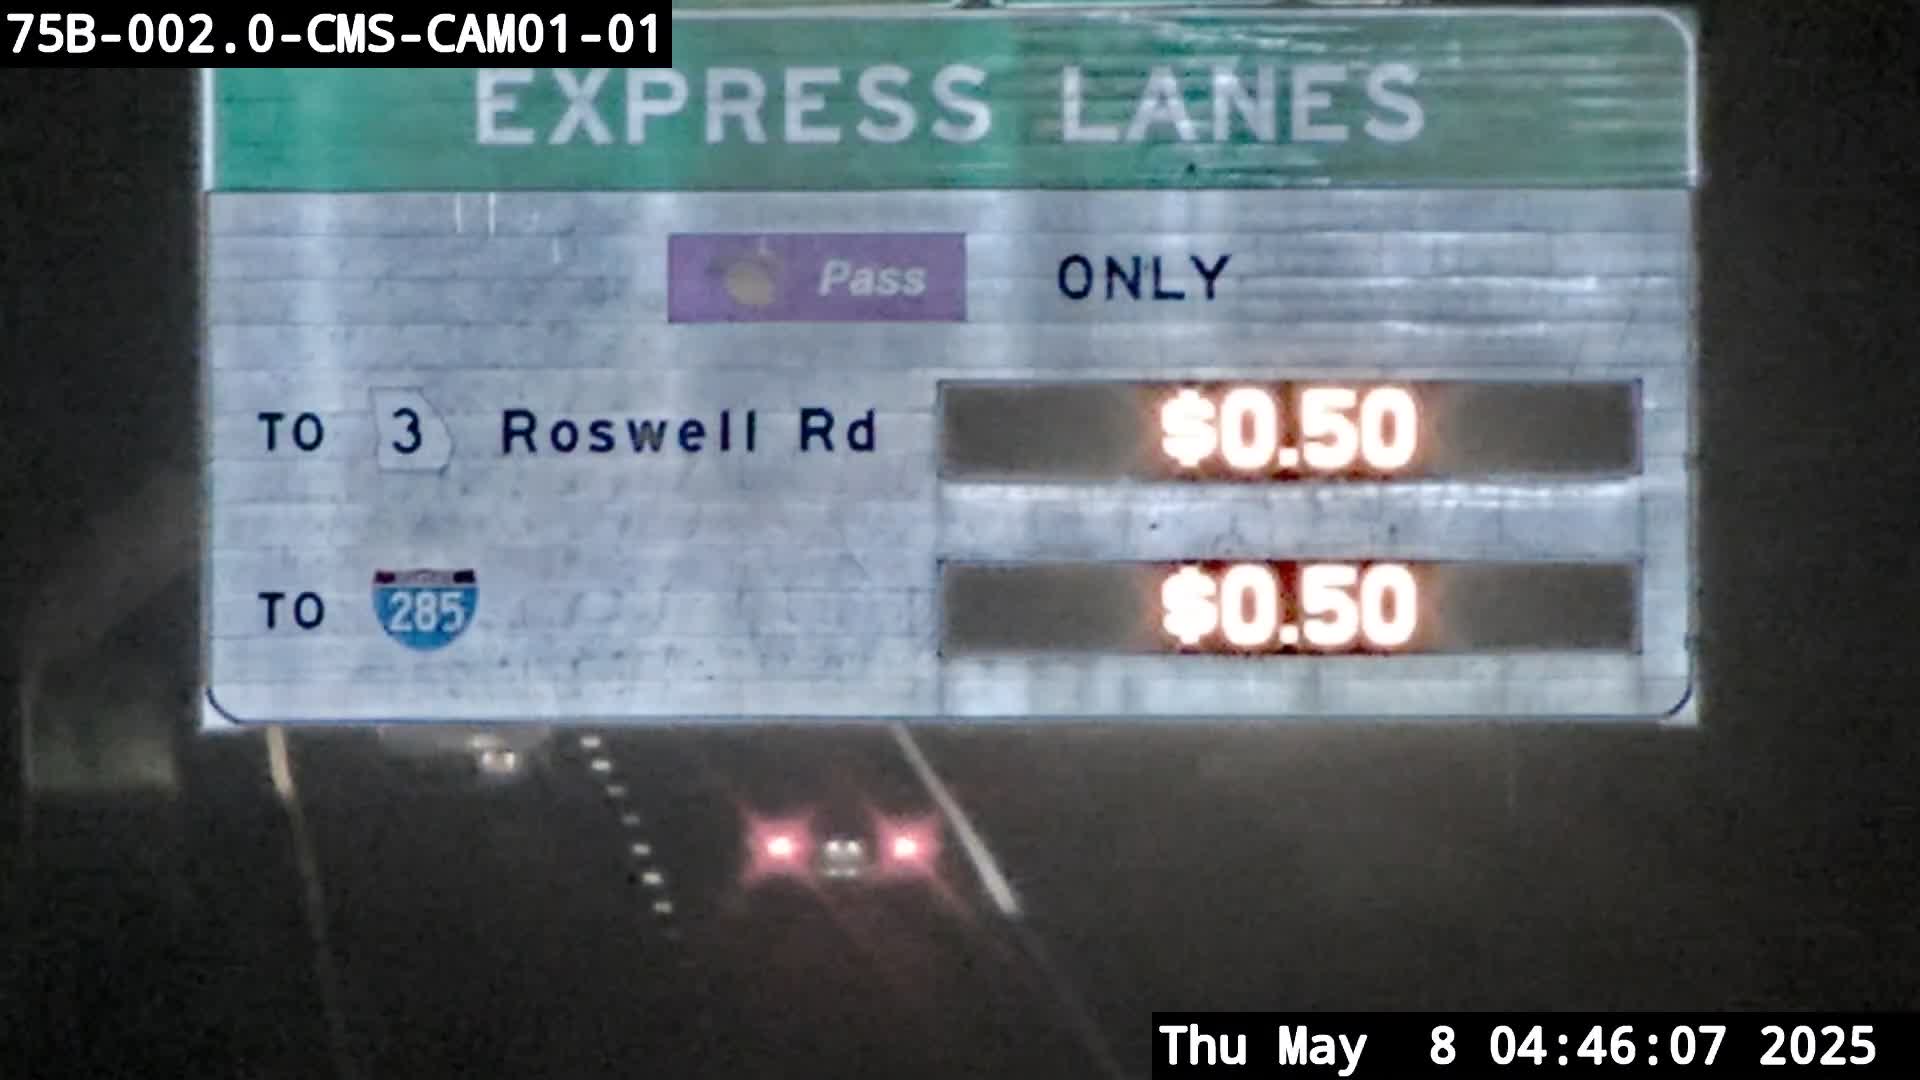 75B-002.0-CMS-CAM01-01
EXPRESS LANES
Pass ONLY
TO 3 Roswell Rd $0.50
TO 285 $0.50
Thu May 8 04:46:07 2025